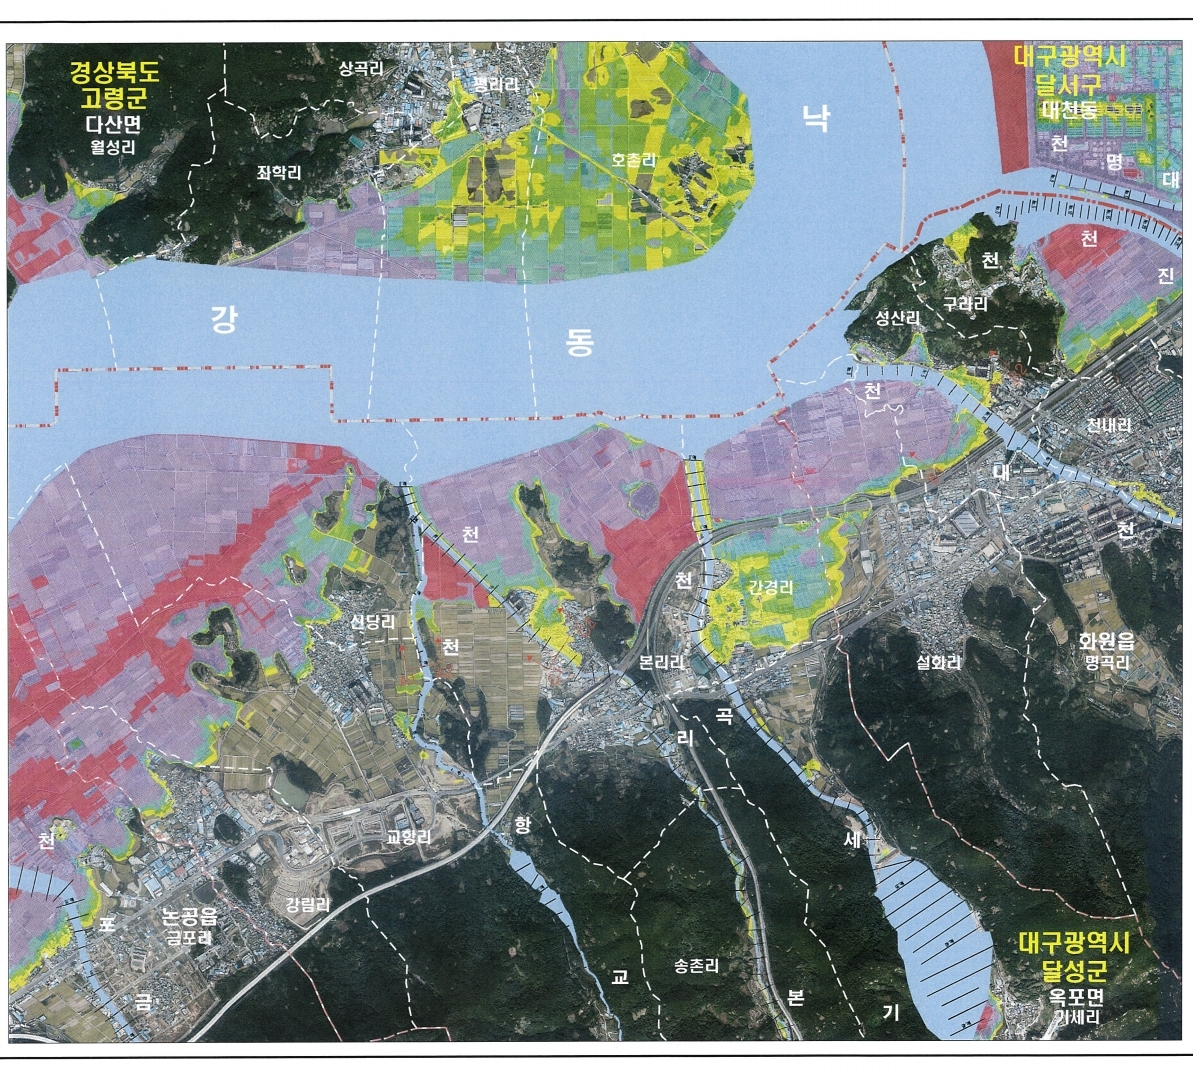 경상북도
고령군
다산면
월성리
상곡리
평리리
좌학리
호촌리
낙
대구광역시
달서구
대천동
천
명
대
천
진
천
구라리
성산리
강
동
천
천내리
대
천
천
천
간경리
신당리
천
본리리
설화리
화원읍
명곡리
곡
리
천
교항리
항
세
강림리
논공읍
금포리
포
금
교
송촌리
본
기
대구광역시
달성군
옥포면
기세리